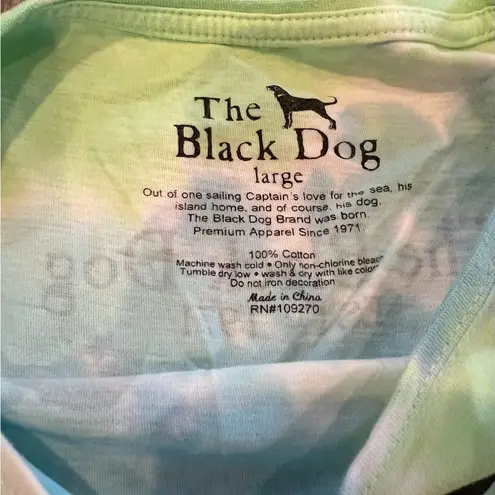 The
Black Dog
large
Out of one sailing Captain's love for the sea, his
island home, and of course, his dog,
The Black Dog Brand was born.
Premium Apparel Since 1971
100% Cotton
Machine wash cold • Only non-chlorine bleac
Tumble dry low • wash & dry with like color
Do not iron decoration
Made in China
RN#109270